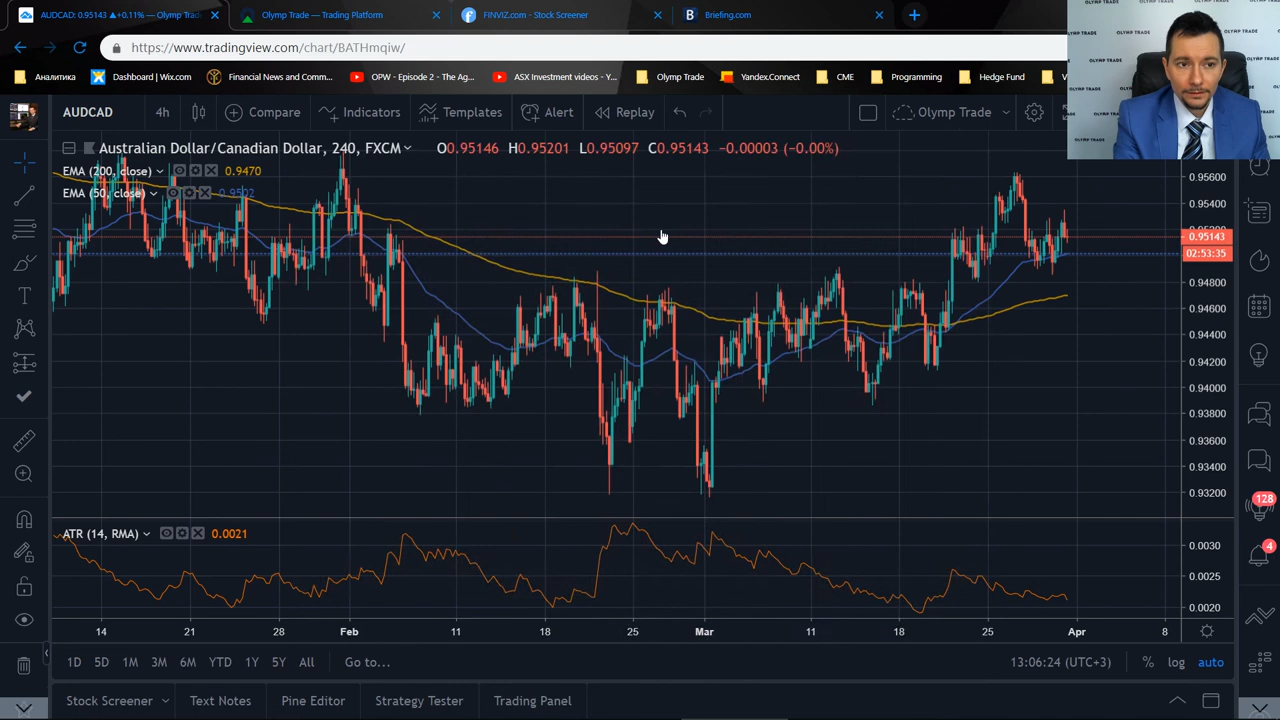 AUDCAD: 0.95143 ▲+0.11% — Olymp Trad
Olymp Trade — Trading Platform
FINVIZ.com - Stock Screener
Briefing.com
https://www.tradingview.com/chart/BATHmqiw/
Аналитика
Dashboard | Wix.com
Financial News and Comm...
OPW - Episode 2 - The Ag...
ASX Investment videos - Y...
Olymp Trade
Yandex.Connect
CME
Programming
Hedge Fund
OLYMP TRADE
AUDCAD
4h
Compare
Indicators
Templates
Alert
Replay
Olymp Trade
Australian Dollar/Canadian Dollar, 240,
O0.95146 H0.95201 L0.95097 C0.95143 −0.00003 (−0.00%)
EMA (200, close) 0.9470
EMA (50, close) 0.9502
0.95600
0.95400
0.95143
02:53:35
0.94800
0.94600
0.94400
0.94200
0.94000
0.93800
0.93600
0.93400
0.93200
ATR (14, RMA) 0.0021
0.0030
0.0025
0.0020
14 21 28 Feb 11 18 25 Mar 11 18 25 Apr 8
1D 5D 1M 3M 6M YTD 1Y 5Y All Go to...
13:06:24 (UTC+3) % log auto
Stock Screener
Text Notes
Pine Editor
Strategy Tester
Trading Panel
128
4